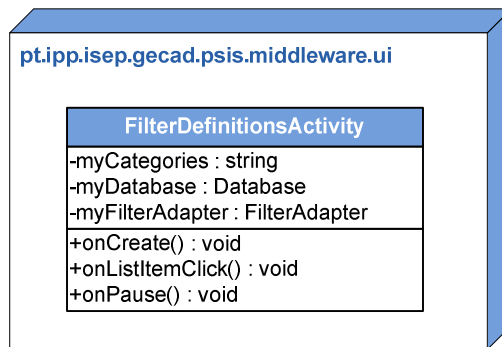 pt.ipp.isep.gecad.psis.middleware.ui
FilterDefinitionsActivity
-myCategories : string
-myDatabase : Database
-myFilterAdapter : FilterAdapter
+onCreate() : void
+onListItemClick() : void
+onPause() : void